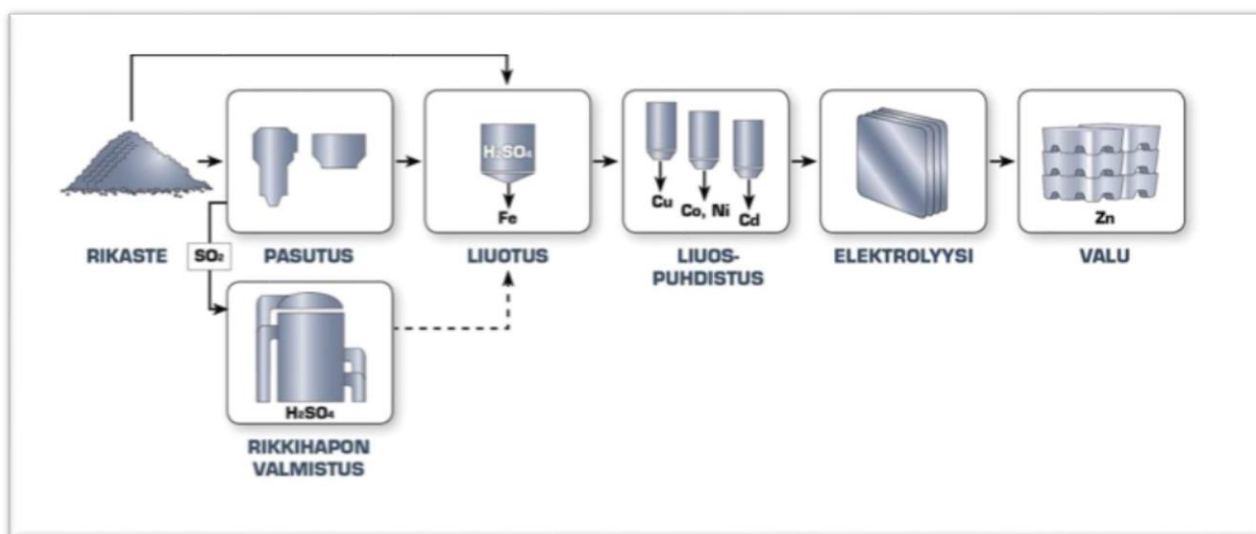 H₂SO₄
Fe
Cu
Co, Ni
Cd
Zn
RIKASTE
SO₂
PASUTUS
LIUOTUS
LIUOS-
PUHDISTUS
ELEKTROLYYSI
VALU
H₂SO₄
RIKKIHAPON
VALMISTUS